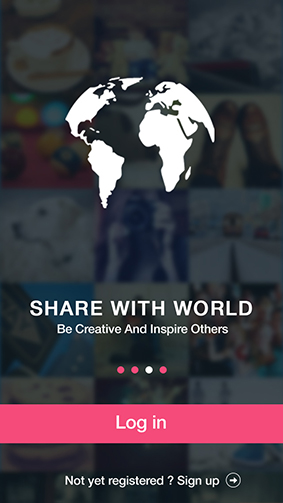 SHARE WITH WORLD
Be Creative And Inspire Others
Log in
Not yet registered ? Sign up